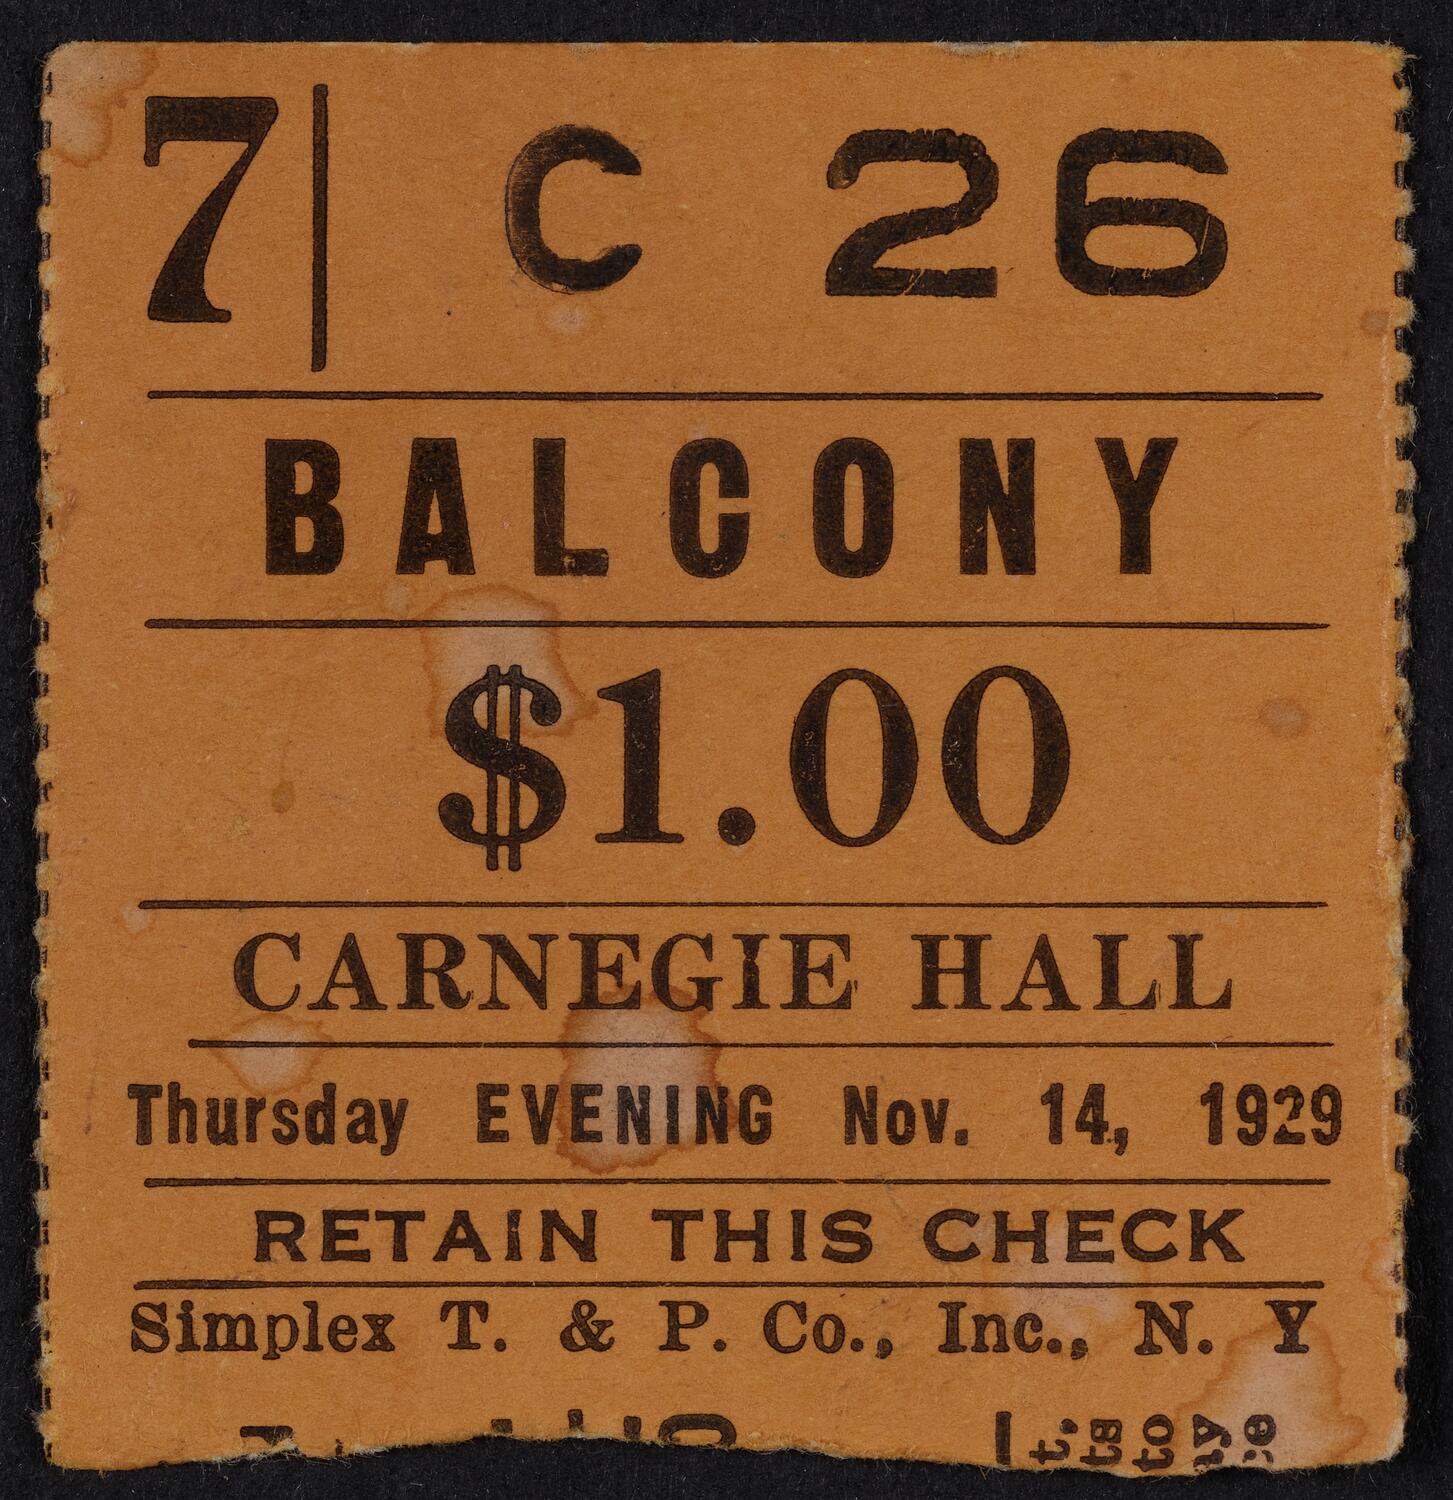 7 C 26
BALCONY
$1.00
CARNEGIE HALL
Thursday EVENING Nov. 14, 1929
RETAIN THIS CHECK
Simplex T. & P. Co., Inc., N. Y